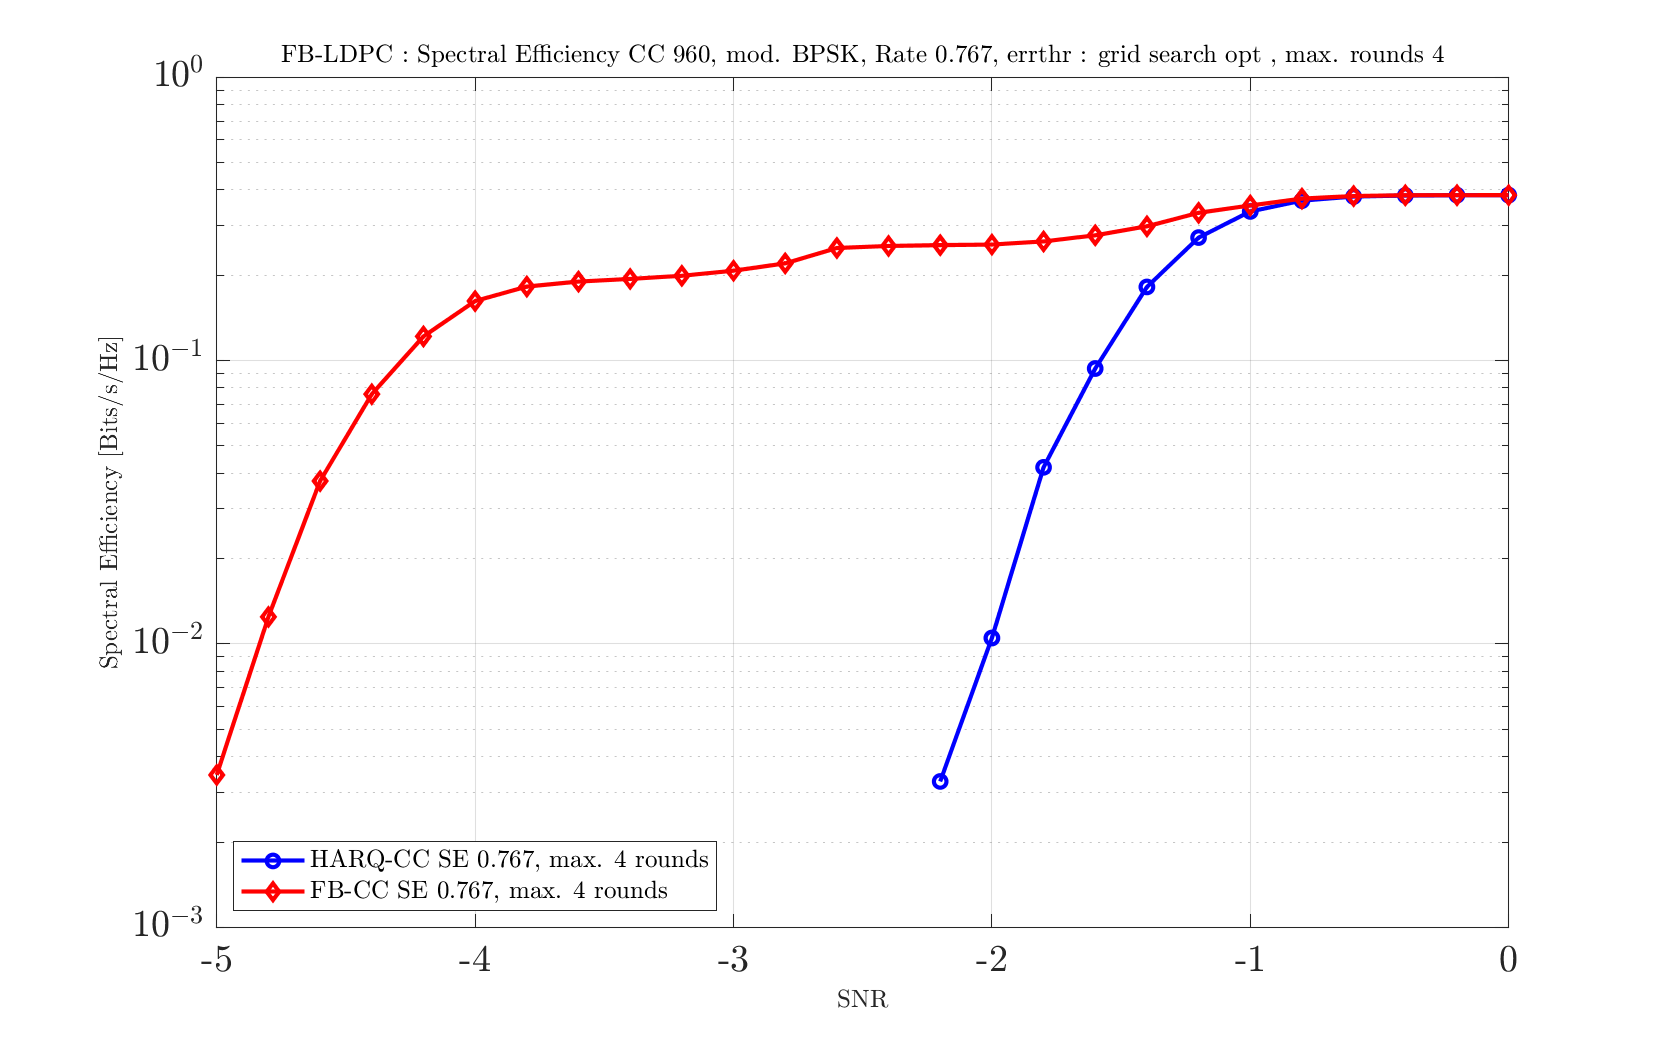 FB-LDPC : Spectral Efficiency CC 960, mod. BPSK, Rate 0.767, errthr : grid search opt , max. rounds 4
10^0
10^-1
10^-2
10^-3
Spectral Efficiency [Bits/s/Hz]
HARQ-CC SE 0.767, max. 4 rounds
FB-CC SE 0.767, max. 4 rounds
-5 -4 -3 -2 -1 0
SNR